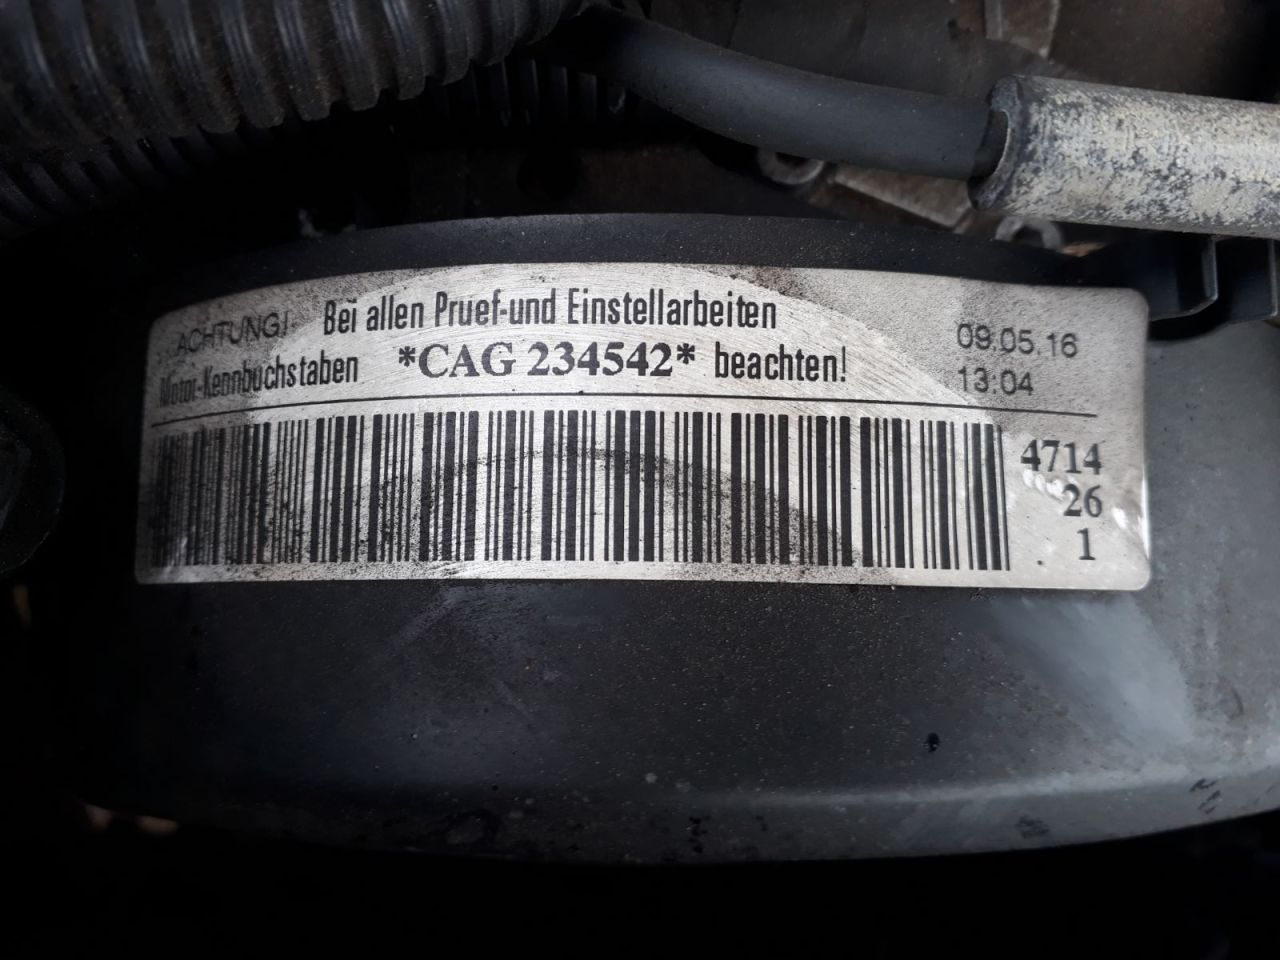 ACHTUNG! Bei allen Pruef-und Einstellarbeiten
Motor-Kennbuchstaben *CAG 234542* beachten!
09.05.16
13:04
4714
26
1